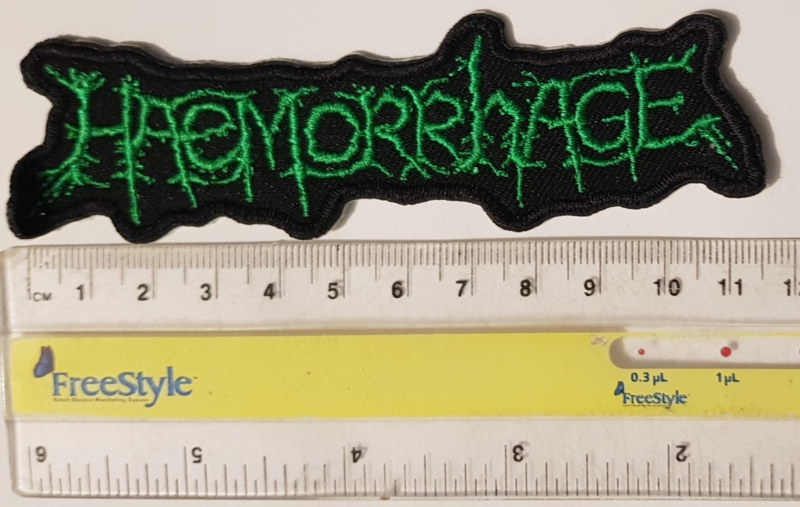 HAEMORRhAGE
CM 1 2 3 4 5 6 7 8 9 10 11
FreeStyle™
0.3 µL 1 µL
FreeStyle
6 5 4 3 2